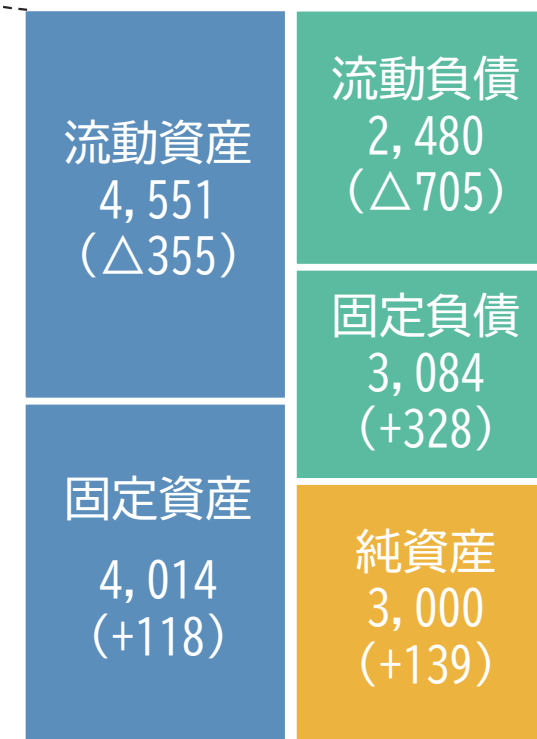 流動資産
4,551
(△355)
固定資産
4,014
(+118)
流動負債
2,480
(△705)
固定負債
3,084
(+328)
純資産
3,000
(+139)